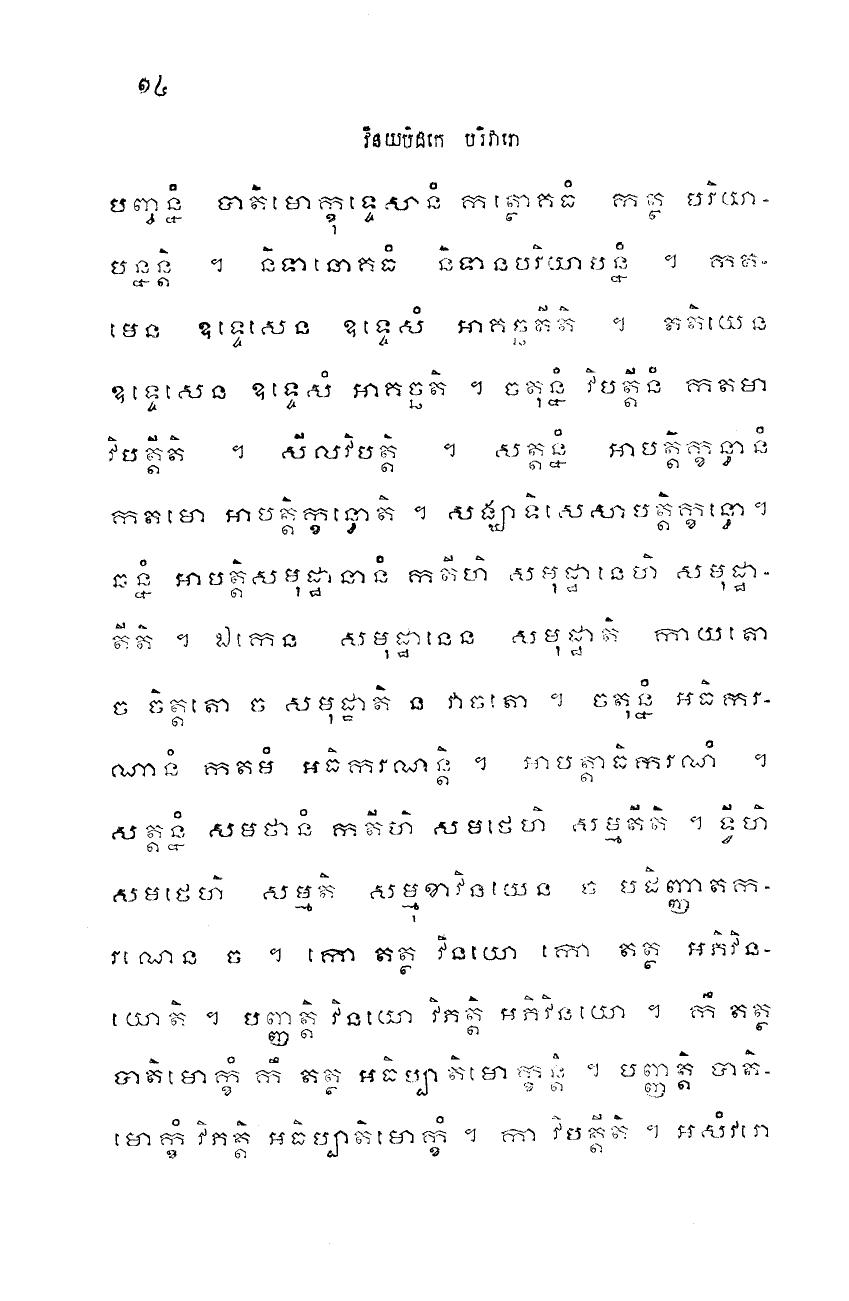 ១៤
វិនយបិដកេ បរិវារោ
បញ្ចន្នំ បាតិមោក្ខុទ្ទេសានំ កត្ថោគធំ កត្ថ បរិយា-
បន្នន្តិ ។ និទានោគធំ និទានបរិយាបន្នំ ។ កត-
មេន ឧទ្ទេសេន ឧទ្ទេសំ អាគច្ឆតីតិ ។ តតិយេន
ឧទ្ទេសេន ឧទ្ទេសំ អាគច្ឆតិ ។ ចតុន្នំ វិបត្តីនំ កតមា
វិបត្តីតិ ។ សីលវិបត្តិ ។ សត្តន្នំ អាបត្តិក្ខន្ធានំ
កតមោ អាបត្តិក្ខន្ធោតិ ។ សង្ឃាទិសេសាបត្តិក្ខន្ធោ ។
ឆន្នំ អាបត្តិសមុដ្ឋានានំ កតីហិ សមុដ្ឋានេហិ សមុដ្ឋា-
តីតិ ។ ឯកេន សមុដ្ឋានេន សមុដ្ឋាតិ កាយតោ
ច ចិត្តតោ ច សមុដ្ឋាតិ ន វាចតោ ។ ចតុន្នំ អធិករ-
ណានំ កតមំ អធិករណន្តិ ។ អាបត្តាធិករណំ ។
សត្តន្នំ សមថានំ កតីហិ សមថេហិ សម្មតីតិ ។ ទ្វីហិ
សមថេហិ សម្មតិ សម្មុខាវិនយេន ច បដិញ្ញាតក-
រណេន ច ។ កោ តត្ថ វិនយោ កោ តត្ថ អភិវិន-
យោតិ ។ បញ្ញត្តិ វិនយោ វិភត្តិ អភិវិនយោ ។ កឹ តត្ថ
បាតិមោក្ខំ កឹ តត្ថ អធិប្បាតិមោក្ខន្តិ ។ បញ្ញត្តិ បាតិ-
មោក្ខំ វិភត្តិ អធិប្បាតិមោក្ខំ ។ កា វិបត្តីតិ ។ អសំវរោ